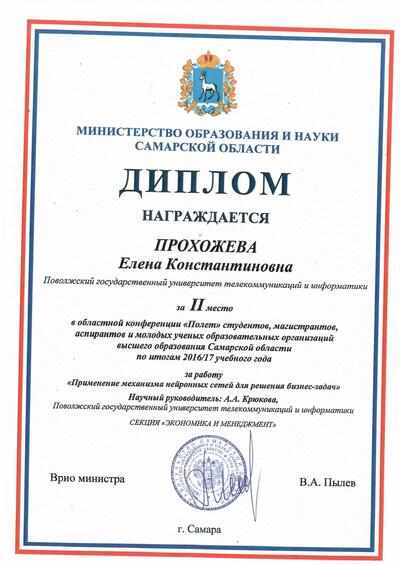 МИНИСТЕРСТВО ОБРАЗОВАНИЯ И НАУКИ
САМАРСКОЙ ОБЛАСТИ
ДИПЛОМ
НАГРАЖДАЕТСЯ
ПРОХОЖЕВА
Елена Константиновна
Поволжский государственный университет телекоммуникаций и информатики
за II место
в областной конференции «Полет» студентов, магистрантов,
аспирантов и молодых ученых образовательных организаций
высшего образования Самарской области
по итогам 2016/17 учебного года
за работу
«Применение механизма нейронных сетей для решения бизнес-задач»
Научный руководитель: А.А. Крюкова,
Поволжский государственный университет телекоммуникаций и информатики
СЕКЦИЯ «ЭКОНОМИКА И МЕНЕДЖМЕНТ»
Врио министра
В.А. Пылев
г. Самара